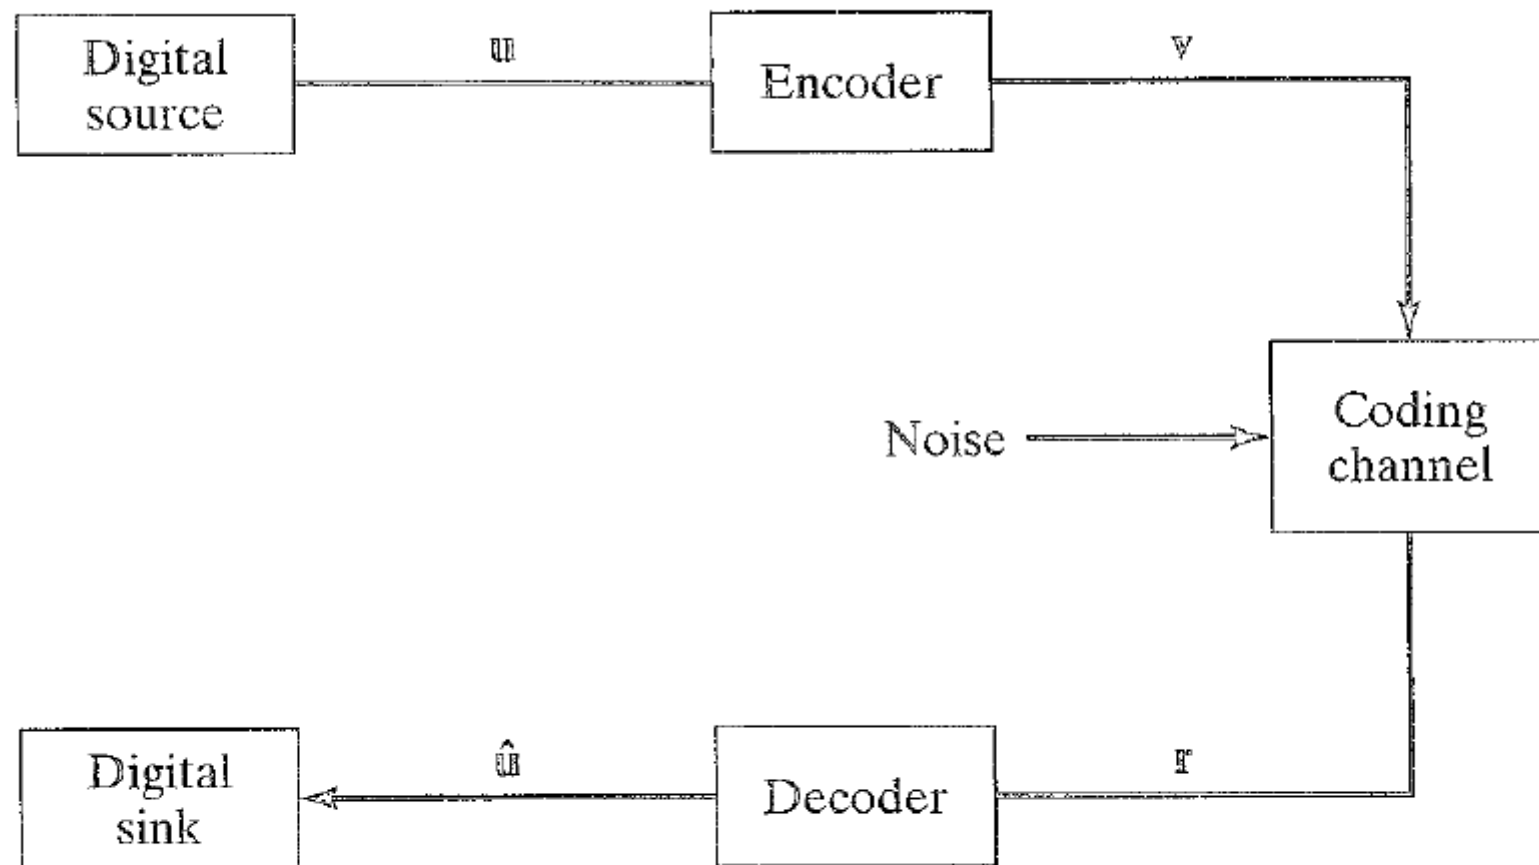 Digital
source
u
Encoder
v
Noise
Coding
channel
Digital
sink
û
Decoder
r